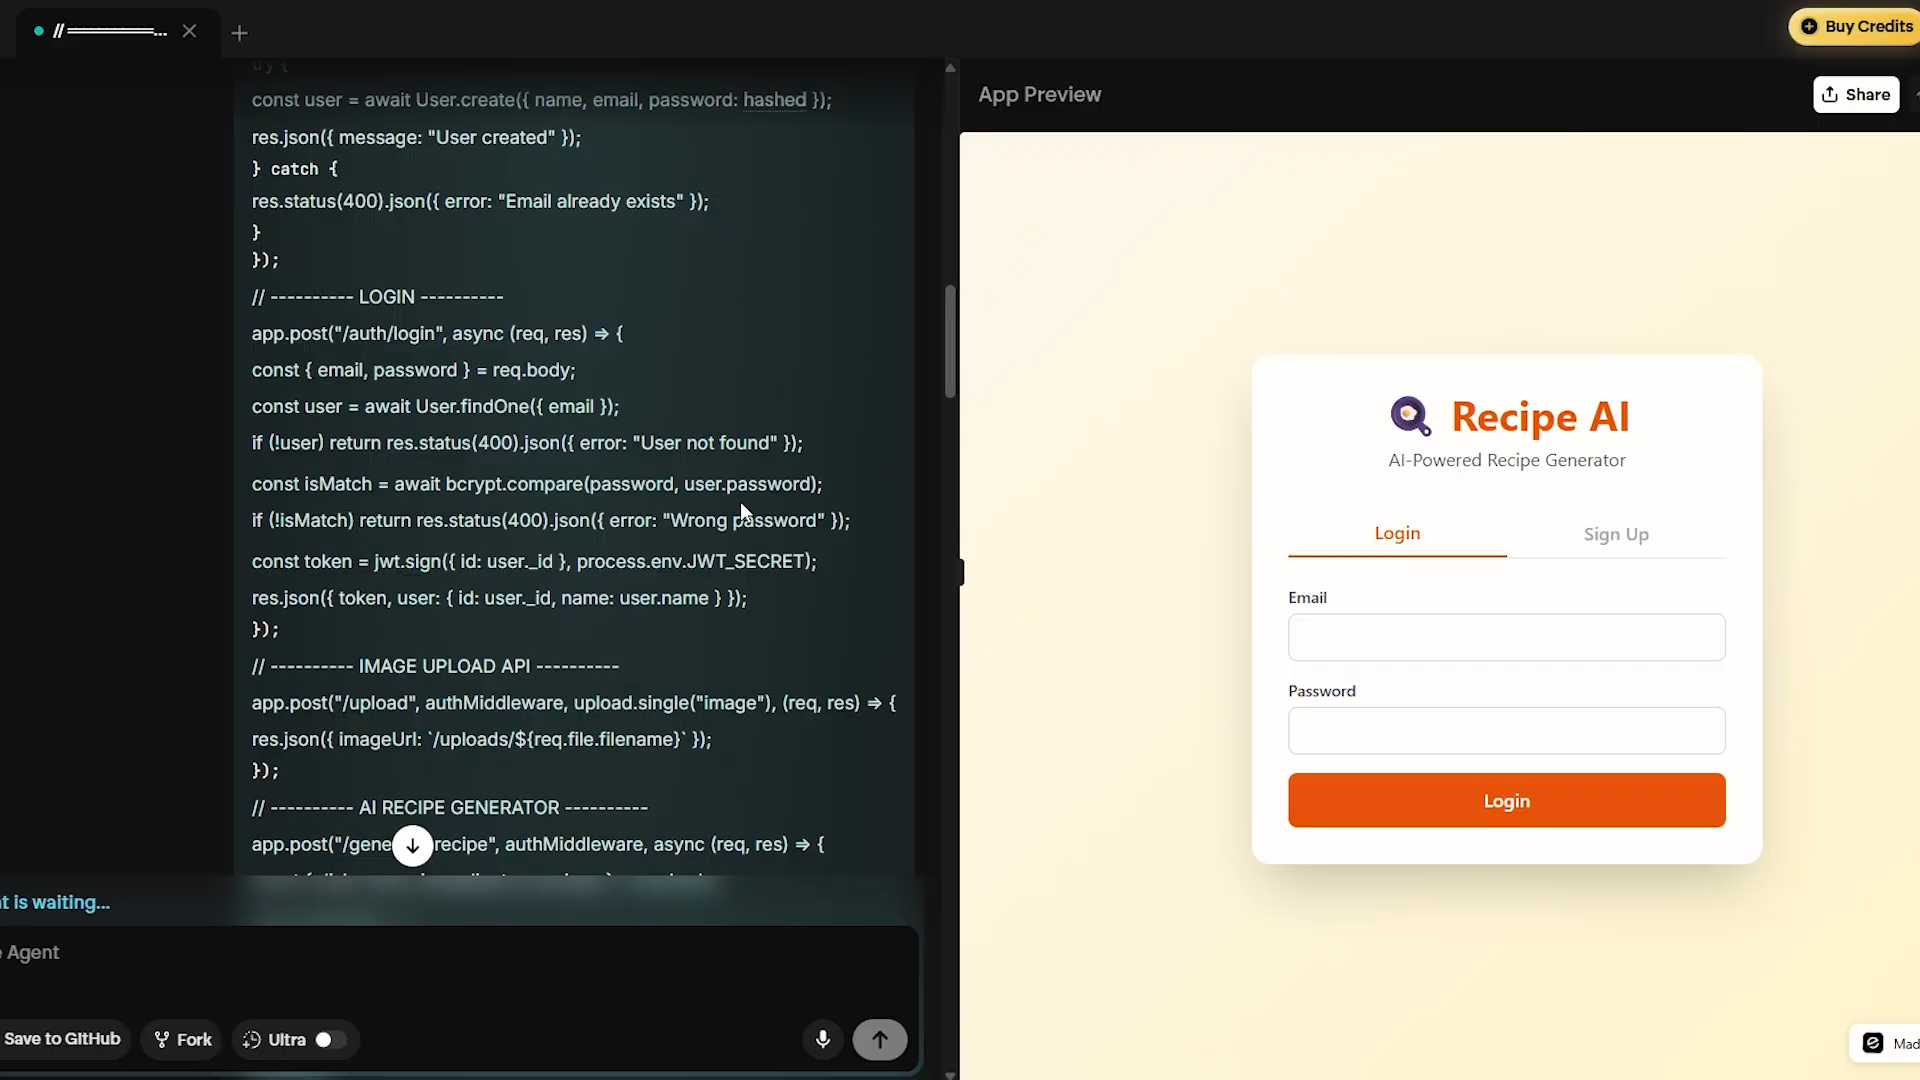 Buy Credits
try {
const user = await User.create({ name, email, password: hashed });
res.json({ message: "User created" });
} catch {
res.status(400).json({ error: "Email already exists" });
}
});
// ---------- LOGIN ----------
app.post("/auth/login", async (req, res) => {
const { email, password } = req.body;
const user = await User.findOne({ email });
if (!user) return res.status(400).json({ error: "User not found" });
const isMatch = await bcrypt.compare(password, user.password);
if (!isMatch) return res.status(400).json({ error: "Wrong password" });
const token = jwt.sign({ id: user._id }, process.env.JWT_SECRET);
res.json({ token, user: { id: user._id, name: user.name } });
});
// ---------- IMAGE UPLOAD API ----------
app.post("/upload", authMiddleware, upload.single("image"), (req, res) => {
res.json({ imageUrl: `/uploads/${req.file.filename}` });
});
// ---------- AI RECIPE GENERATOR ----------
app.post("/gene recipe", authMiddleware, async (req, res) => {
t is waiting...
Agent
Save to GitHub
Fork
Ultra
App Preview
Share
Recipe AI
AI-Powered Recipe Generator
Login
Sign Up
Email
Password
Login
Mad